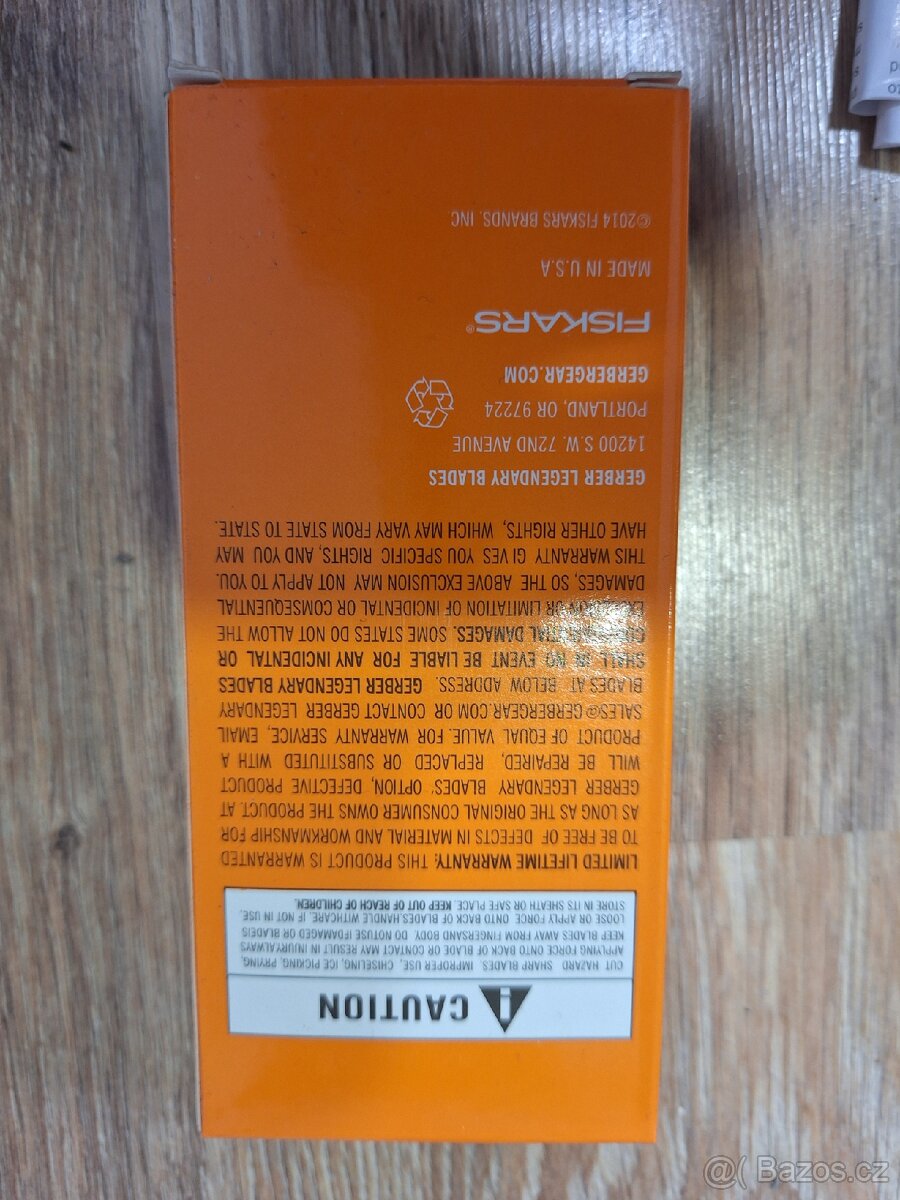 CAUTION
CUT HAZARD SHARP BLADES. IMPROPER USE, CHISELING, ICE PICKING, PRYING,
APPLYING FORCE ONTO BACK OF BLADE OR CONTACT MAY RESULT IN INJURY.ALWAYS
KEEP BLADES AWAY FROM FINGERSAND BODY. DO NOTUSE IFDAMAGED OR BLADEIS
LOOSE OR APPLY FORCE ONTO BACK OF BLADES.HANDLE WITHCARE. IF NOT IN USE,
STORE IN ITS SHEATH OR SAFE PLACE. KEEP OUT OF REACH OF CHILDREN.
LIMITED LIFETIME WARRANTY: THIS PRODUCT IS WARRANTED
TO BE FREE OF DEFECTS IN MATERIAL AND WORKMANSHIP FOR
AS LONG AS THE ORIGINAL CONSUMER OWNS THE PRODUCT. AT
GERBER LEGENDARY BLADES' OPTION, DEFECTIVE PRODUCT
WILL BE REPAIRED, REPLACED OR SUBSTITUTED WITH A
PRODUCT OF EQUAL VALUE. FOR WARRANTY SERVICE, EMAIL
SALES@GERBERGEAR.COM OR CONTACT GERBER LEGENDARY
BLADES AT BELOW ADDRESS. GERBER LEGENDARY BLADES
SHALL IN NO EVENT BE LIABLE FOR ANY INCIDENTAL OR
DAMAGES. SOME STATES DO NOT ALLOW THE
OR LIMITATION OF INCIDENTAL OR COMSEQUENTIAL
DAMAGES, SO THE ABOVE EXCLUSION MAY NOT APPLY TO YOU.
THIS WARRANTY GIVES YOU SPECIFIC RIGHTS, AND YOU MAY
HAVE OTHER RIGHTS, WHICH MAY VARY FROM STATE TO STATE.
GERBER LEGENDARY BLADES
14200 S.W. 72ND AVENUE
PORTLAND, OR 97224
GERBERGEAR.COM
FISKARS®
MADE IN U.S.A
©2014 FISKARS BRANDS. INC
@( Bazos.cz